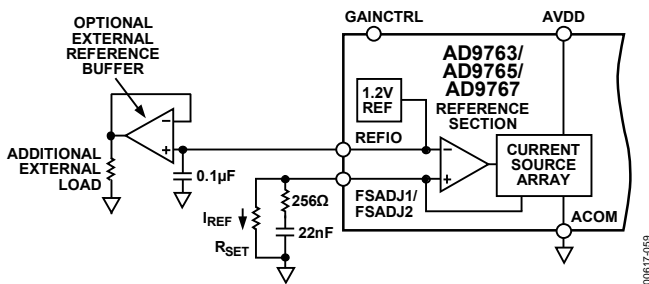 OPTIONAL
EXTERNAL
REFERENCE
BUFFER
GAINCTRL
AVDD
AD9763/
AD9765/
AD9767
REFERENCE
SECTION
1.2V
REF
REFIO
CURRENT
SOURCE
ARRAY
ADDITIONAL
EXTERNAL
LOAD
0.1µF
256Ω
FSADJ1/
FSADJ2
IREF
22nF
RSET
ACOM
00617-059